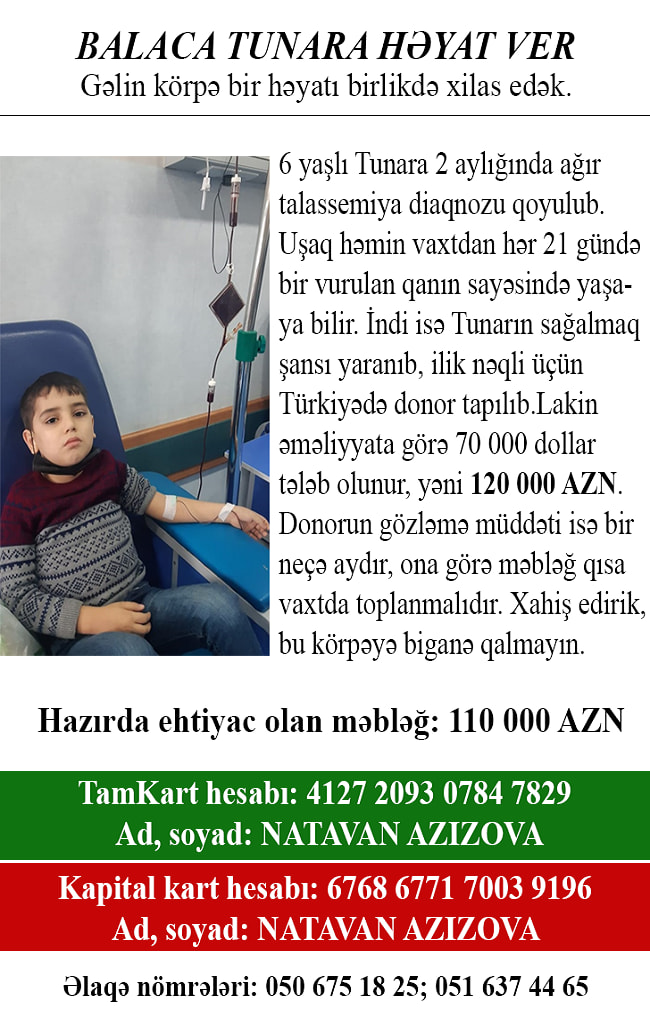 BALACA TUNARA HƏYAT VER
Gəlin körpə bir həyatı birlikdə xilas edək.
6 yaşlı Tunara 2 aylığında ağır
talassemiya diaqnozu qoyulub.
Uşaq həmin vaxtdan hər 21 gündə
bir vurulan qanın sayəsində yaşa-
ya bilir. İndi isə Tunarın sağalmaq
şansı yaranıb, ilik nəqli üçün
Türkiyədə donor tapılıb.Lakin
əməliyyata görə 70 000 dollar
tələb olunur, yəni 120 000 AZN.
Donorun gözləmə müddəti isə bir
neçə aydır, ona görə məbləğ qısa
vaxtda toplanmalıdır. Xahiş edirik,
bu körpəyə biganə qalmayın.
Hazırda ehtiyac olan məbləğ: 110 000 AZN
TamKart hesabı: 4127 2093 0784 7829
Ad, soyad: NATAVAN AZIZOVA
Kapital kart hesabı: 6768 6771 7003 9196
Ad, soyad: NATAVAN AZIZOVA
Əlaqə nömrələri: 050 675 18 25; 051 637 44 65